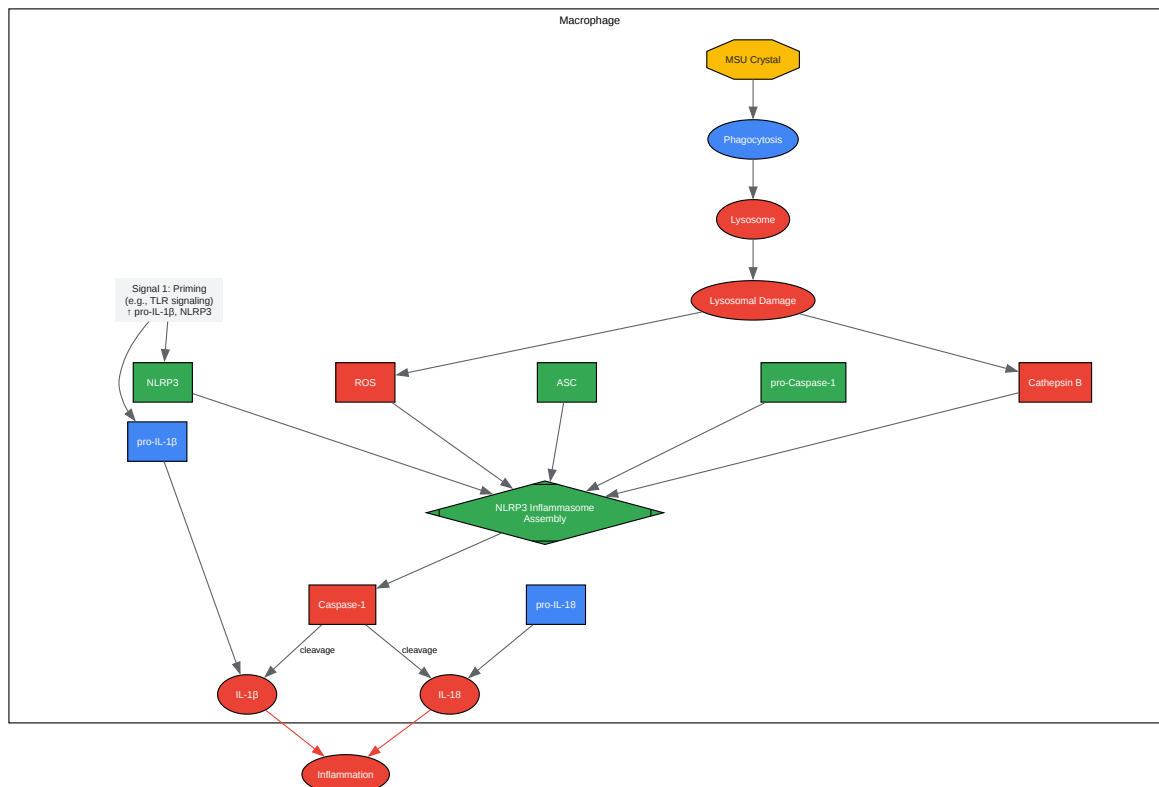 Macrophage
MSU Crystal
Phagocytosis
Lysosome
Signal 1: Priming
(e.g., TLR signaling)
↑ pro-IL-1β, NLRP3
Lysosomal Damage
NLRP3
ROS
ASC
pro-Caspase-1
Cathepsin B
pro-IL-1β
NLRP3 Inflammasome
Assembly
Caspase-1
pro-IL-18
cleavage
cleavage
IL-1β
IL-18
Inflammation